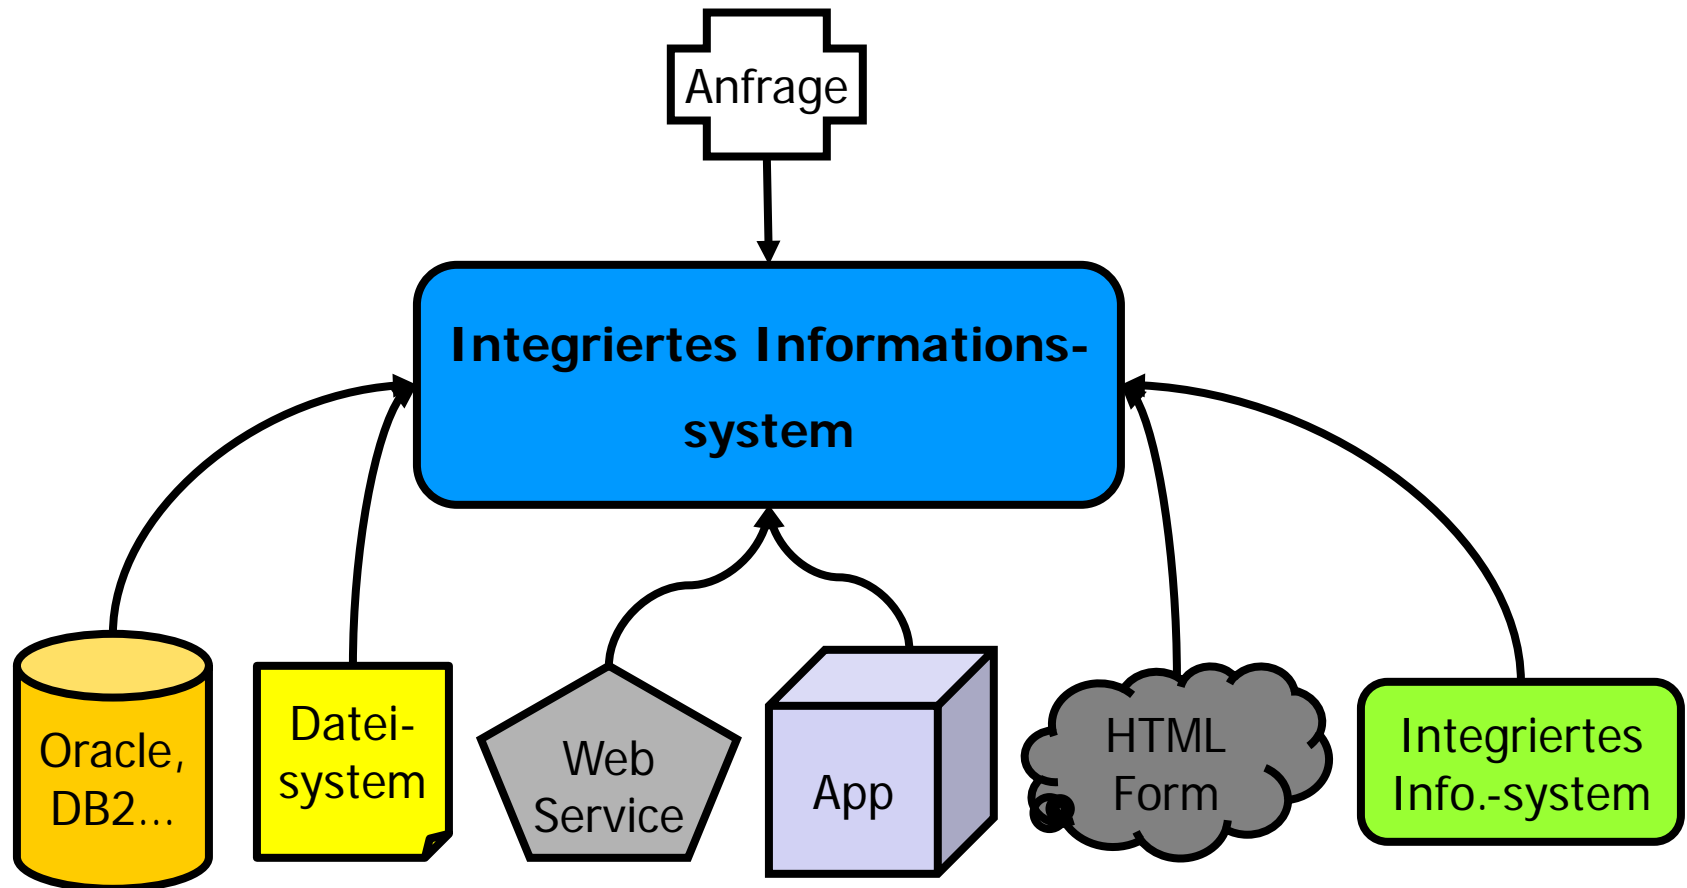 Anfrage
Integriertes Informations-
system
Oracle,
DB2...
Datei-
system
Web
Service
App
HTML
Form
Integriertes
Info.-system